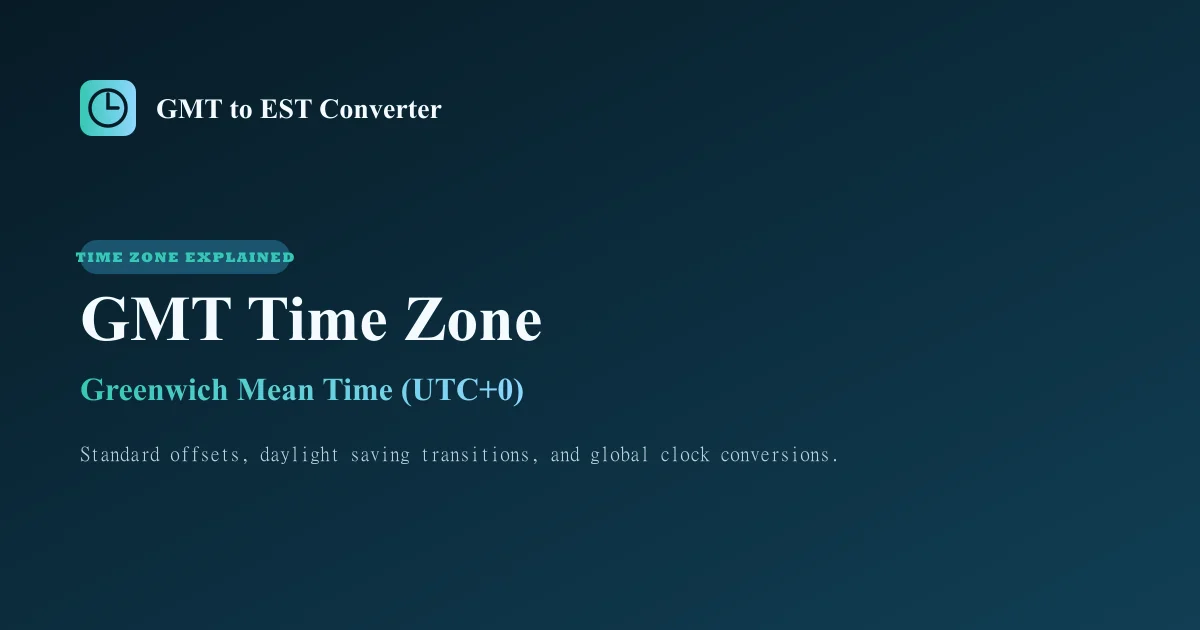 GMT to EST Converter
TIME ZONE EXPLAINED
GMT Time Zone
Greenwich Mean Time (UTC+0)
Standard offsets, daylight saving transitions, and global clock conversions.